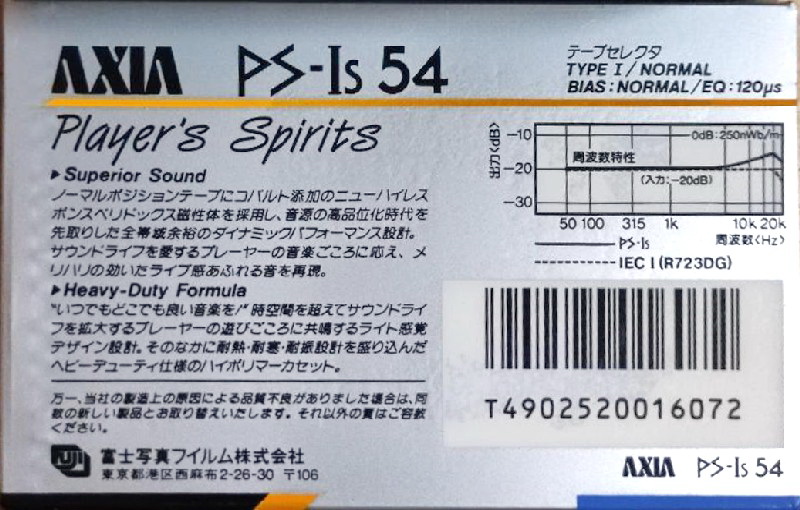 AXIA PS-Is 54
テープセレクタ
TYPE I/NORMAL
BIAS:NORMAL/EQ:120μs
Player's Spirits
▶Superior Sound
ノーマルポジションテープにコバルト添加のニューハイレス
ポンスベリドックス磁性体を採用し、音源の高品位化時代を
先取りした全帯域余裕のダイナミックパフォーマンス設計。
サウンドライフを愛するプレーヤーの音楽ごころに応え、メ
リハリの効いたライブ感あふれる音を再現。
▶Heavy-Duty Formula
"いつでもどこでも良い音楽を!"時空間を超えてサウンドライ
フを拡大するプレーヤーの遊びごころに共鳴するライト感覚
デザイン設計。そのなかに耐熱・耐寒・耐振設計を盛り込んだ
ヘビーデューティ仕様のハイポリマーカセット。
万一、当社の製造上の原因による品質不良がありました場合は、同
数の新しい製品とお取り替えいたします。それ以外の責はご容赦
ください。
FUJI 富士写真フイルム株式会社
東京都港区西麻布2-26-30 〒106
出力(dB)
0dB:250nWb/m
-10
周波数特性
-20
(入力:-20dB)
-30
50 100 315 1k 10k 20k
周波数(Hz)
PS-Is
IEC I (R723DG)
T4902520016072
AXIA PS-Is 54